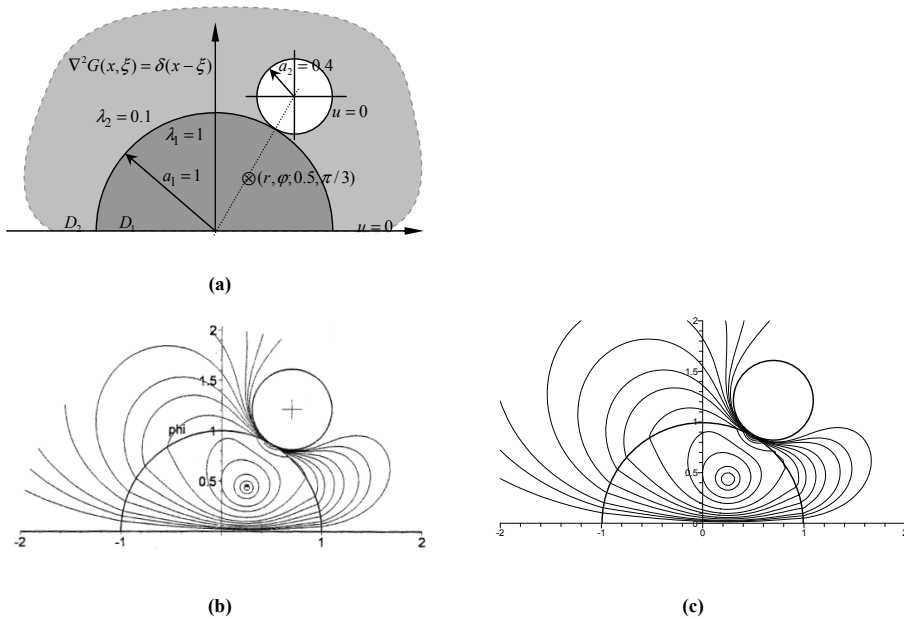 ∇²G(x,ξ) = δ(x−ξ)
a₂ = 0.4
u = 0
λ₂ = 0.1
λ₁ = 1
a₁ = 1
(r,φ;0.5,π/3)
D₂ D₁ u = 0
(a)
2
1.5
phi 1
0.5
-2 -1 0 1 2
(b)
2
1.5
1
0.5
-2 -1 0 1 2
(c)